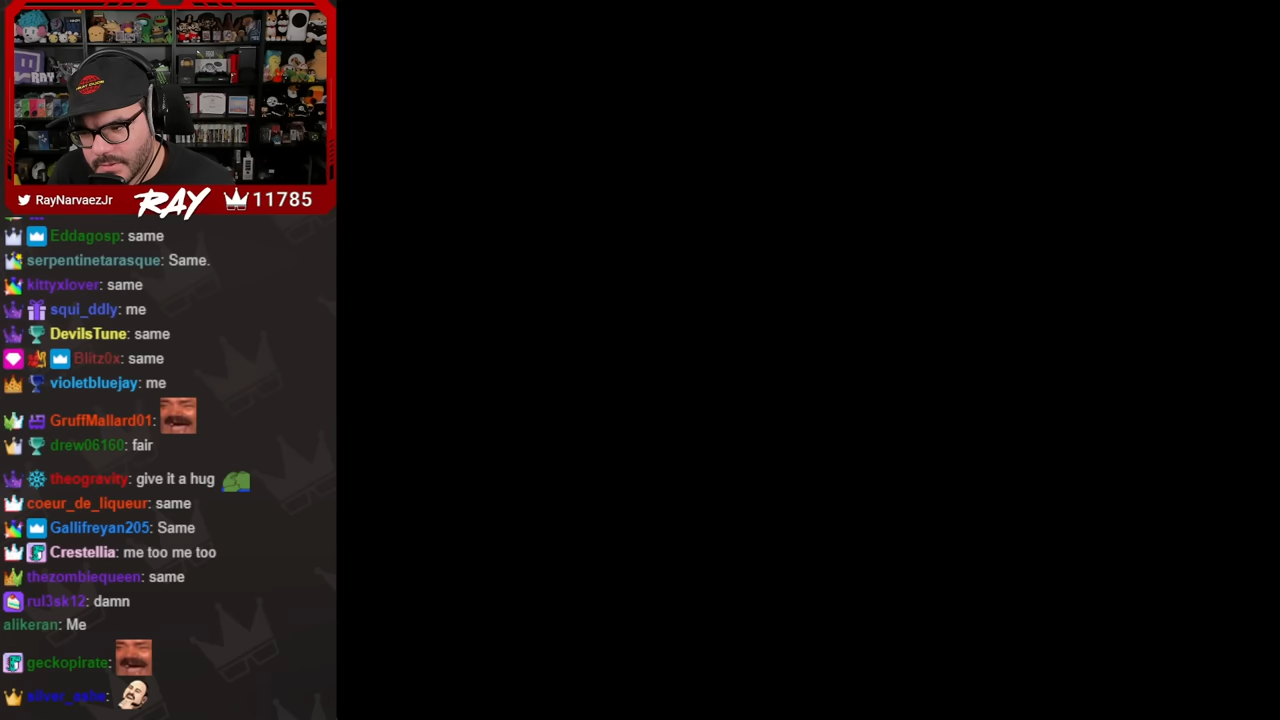 RayNarvaezJr RAY 11785
Eddagosp: same
serpentinetarasque: Same.
kittyxlover: same
squi_ddly: me
DevilsTune: same
Blitz0x: same
violetbluejay: me
GruffMallard01:
drew06160: fair
theogravity: give it a hug
coeur_de_liqueur: same
Gallifreyan205: Same
Crestellia: me too me too
thezombiequeen: same
rul3sk12: damn
alikeran: Me
geckopirate: